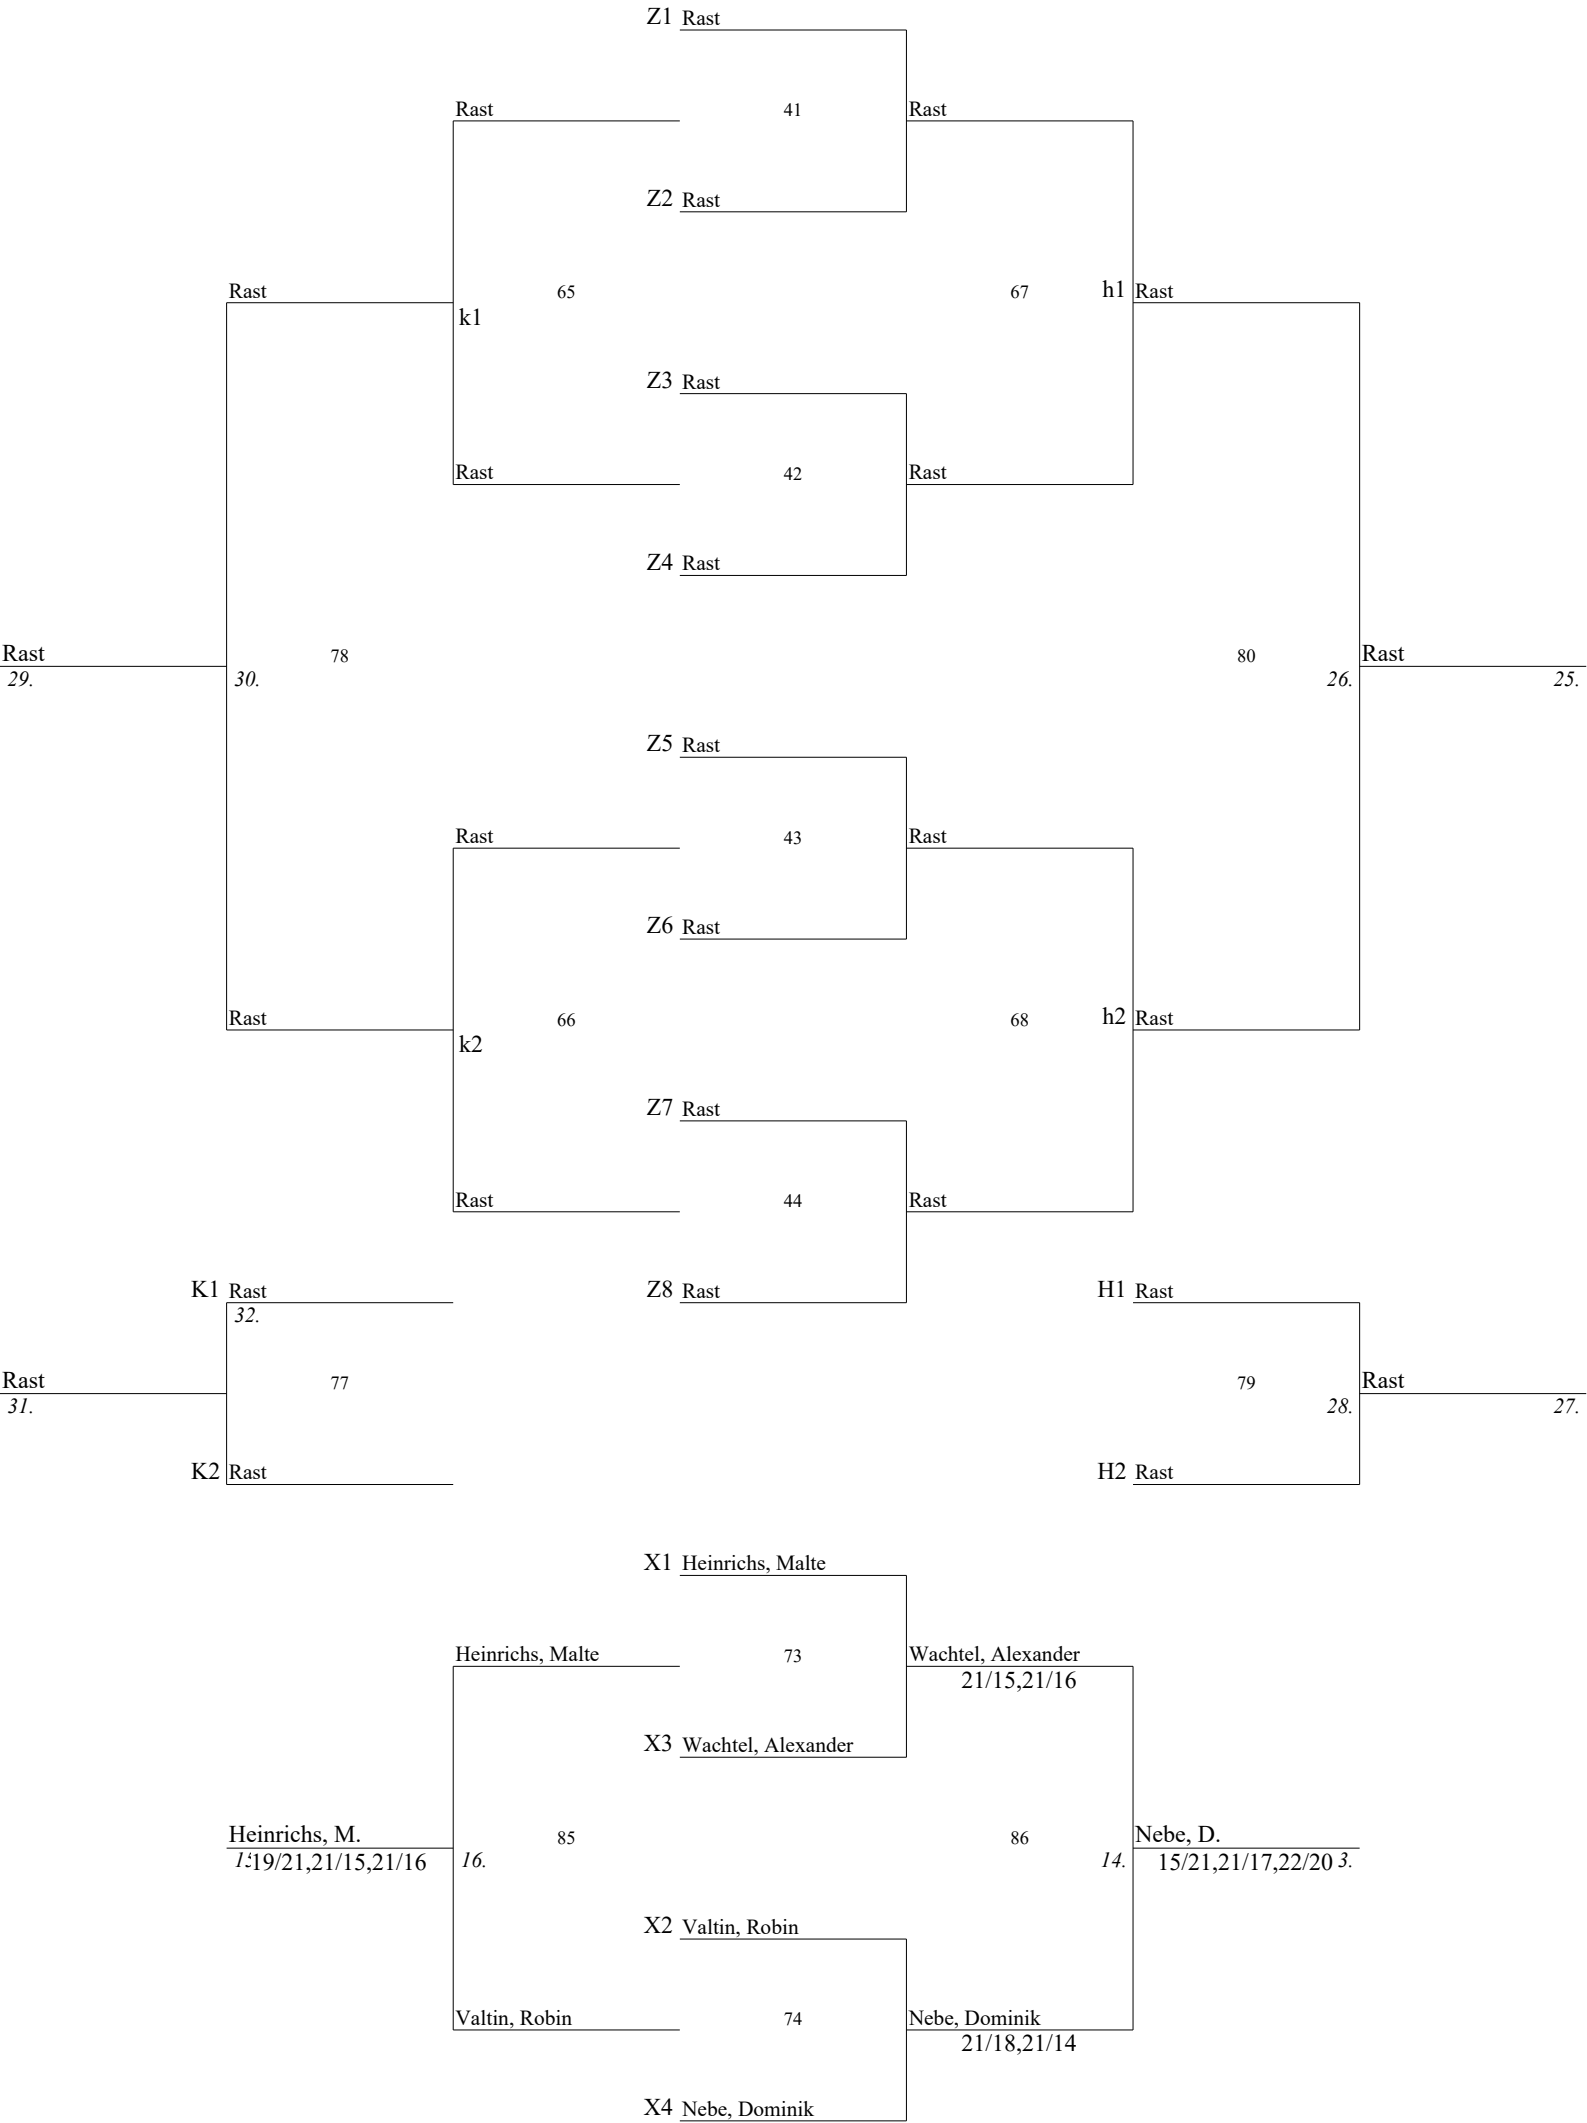 Z1 Rast
Rast 41 Rast
Z2 Rast
Rast 65 67 h1 Rast
k1
Z3 Rast
Rast 42 Rast
Z4 Rast
Rast 78 80 Rast
29. 30. 26. 25.
Z5 Rast
Rast 43 Rast
Z6 Rast
Rast 66 68 h2 Rast
k2
Z7 Rast
Rast 44 Rast
K1 Rast Z8 Rast H1 Rast
32.
Rast 77 79 Rast
31. 28. 27.
K2 Rast H2 Rast
X1 Heinrichs, Malte
Heinrichs, Malte 73 Wachtel, Alexander
21/15,21/16
X3 Wachtel, Alexander
Heinrichs, M. 85 86 Nebe, D.
19/21,21/15,21/16 16. 14. 15/21,21/17,22/20 3.
X2 Valtin, Robin
Valtin, Robin 74 Nebe, Dominik
21/18,21/14
X4 Nebe, Dominik